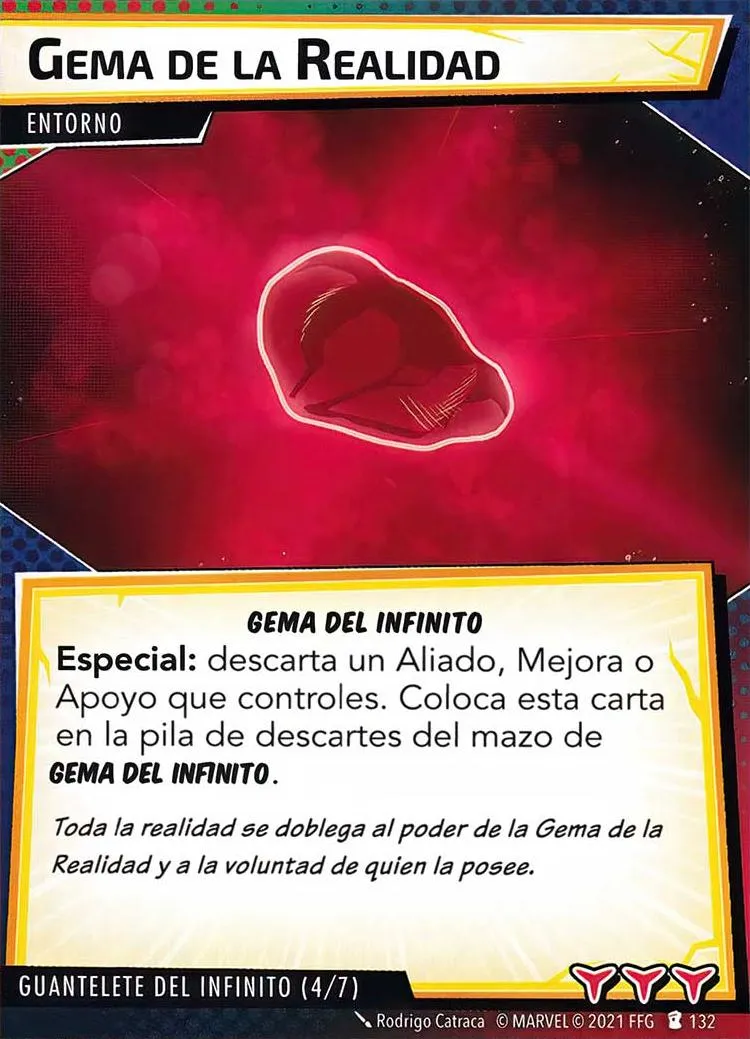 GEMA DE LA REALIDAD
ENTORNO
GEMA DEL INFINITO
Especial: descarta un Aliado, Mejora o
Apoyo que controles. Coloca esta carta
en la pila de descartes del mazo de
GEMA DEL INFINITO.
Toda la realidad se doblega al poder de la Gema de la
Realidad y a la voluntad de quien la posee.
GUANTELETE DEL INFINITO (4/7)
Rodrigo Catraca © MARVEL © 2021 FFG 132